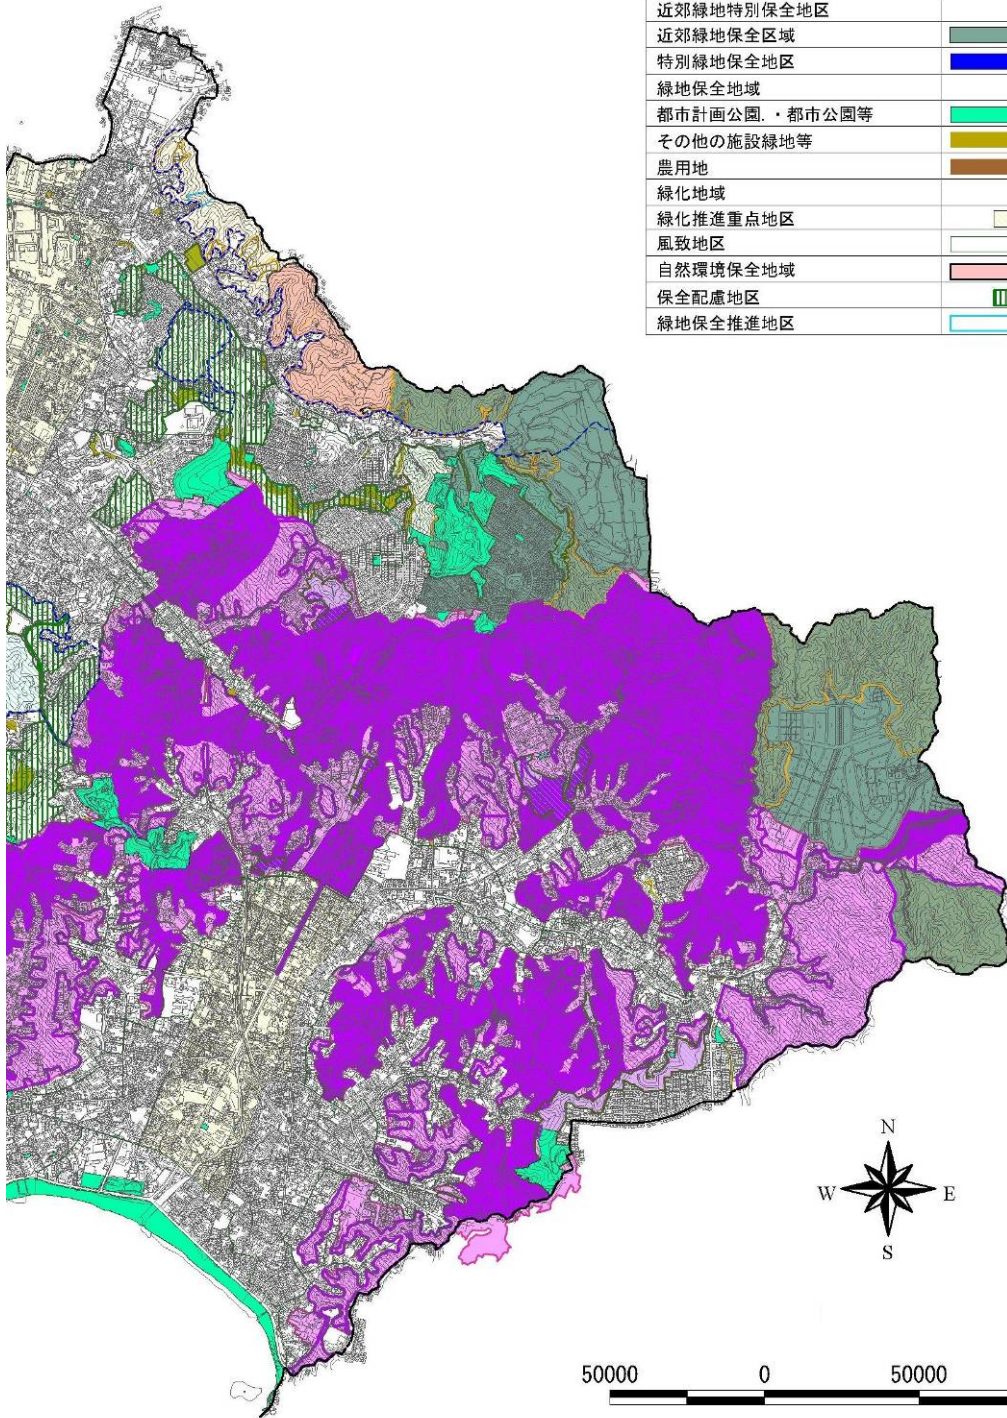 近郊緑地特別保全地区
近郊緑地保全区域
特別緑地保全地区
緑地保全地域
都市計画公園．・都市公園等
その他の施設緑地等
農用地
緑化地域
緑化推進重点地区
風致地区
自然環境保全地域
保全配慮地区
緑地保全推進地区
N
W E
S
50000 0 50000